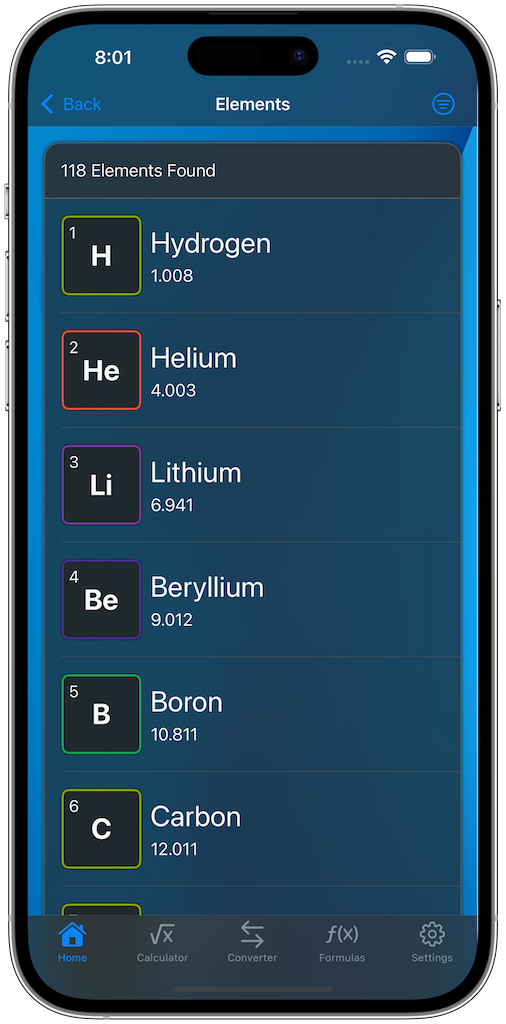 8:01
Back
Elements
118 Elements Found
1
H
Hydrogen
1.008
2
He
Helium
4.003
3
Li
Lithium
6.941
4
Be
Beryllium
9.012
5
B
Boron
10.811
6
C
Carbon
12.011
√x
f(x)
Home
Calculator
Converter
Formulas
Settings